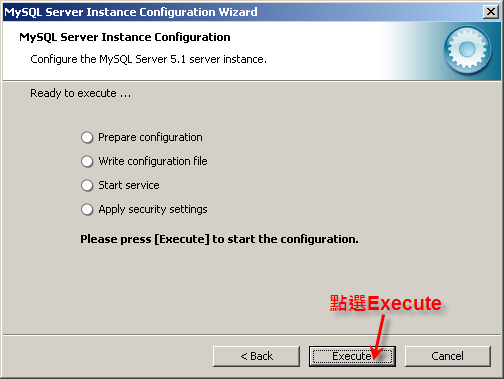 MySQL Server Instance Configuration Wizard
MySQL Server Instance Configuration
Configure the MySQL Server 5.1 server instance.
Ready to execute ...
Prepare configuration
Write configuration file
Start service
Apply security settings
Please press [Execute] to start the configuration.
點選Execute
< Back
Execute
Cancel